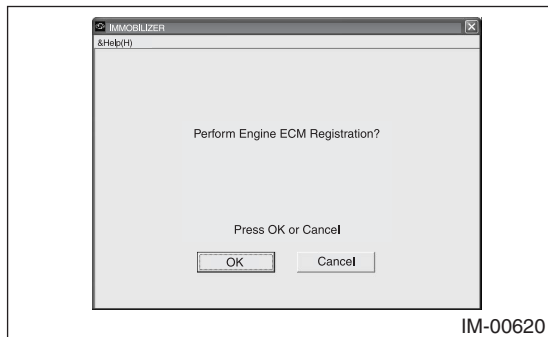 IMMOBILIZER
&Help(H)
Perform Engine ECM Registration?
Press OK or Cancel
OK Cancel
IM-00620